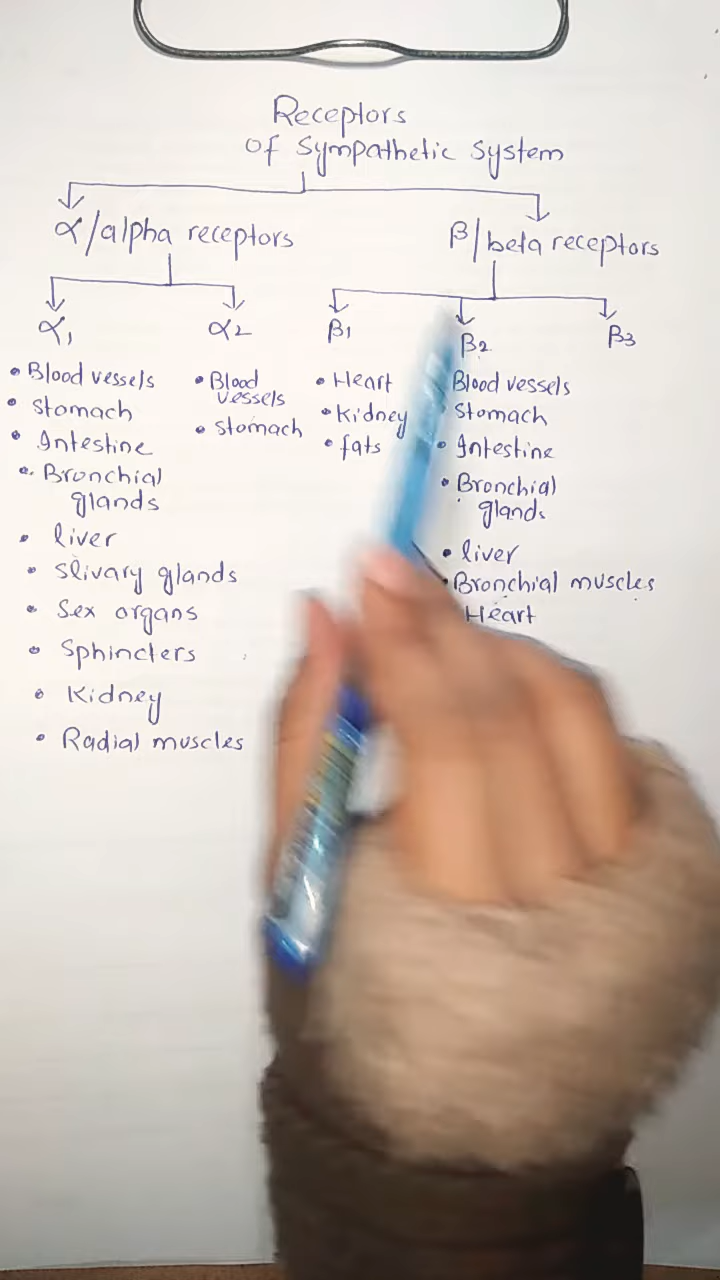 Receptors
of sympathetic system
α/alpha receptors
β/beta receptors
α1
α2
β1
β2
β3
• Blood vessels
• Stomach
• Intestine
• Bronchial
glands
• liver
• Slivary glands
• Sex organs
• Sphincters
• Kidney
• Radial muscles
• Blood
vessels
• Stomach
• Heart
• Kidney
• fats
Blood vessels
• Stomach
• Intestine
• Bronchial
glands
• liver
• Bronchial muscles
Heart